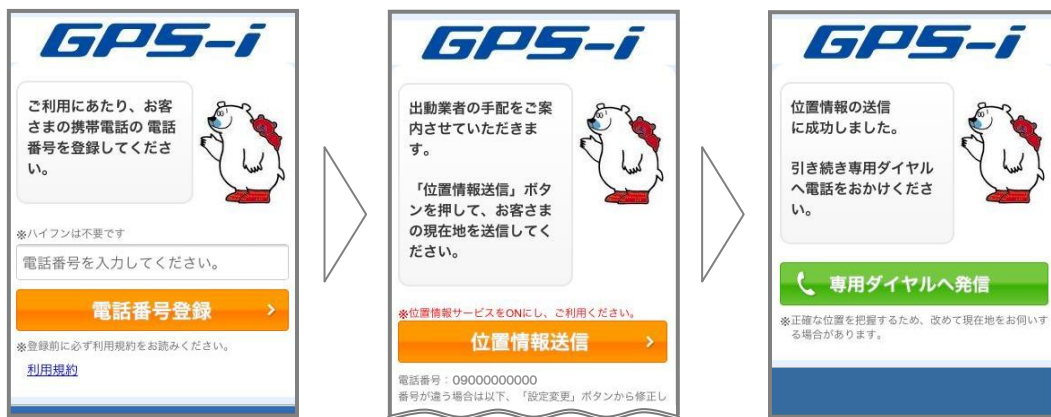 GPS-i
ご利用にあたり、お客
さまの携帯電話の 電話
番号を登録してくださ
い。
※ハイフンは不要です
電話番号を入力してください。
電話番号登録
※登録前に必ず利用規約をお読みください。
利用規約
GPS-i
出動業者の手配をご案
内させていただきま
す。
「位置情報送信」ボタ
ンを押して、お客さま
の現在地を送信してく
ださい。
※位置情報サービスをONにし、ご利用ください。
位置情報送信
電話番号：09000000000
番号が違う場合は以下、「設定変更」ボタンから修正し
GPS-i
位置情報の送信
に成功しました。
引き続き専用ダイヤル
へ電話をおかけくださ
い。
専用ダイヤルへ発信
※正確な位置を把握するため、改めて現在地をお伺いす
る場合があります。